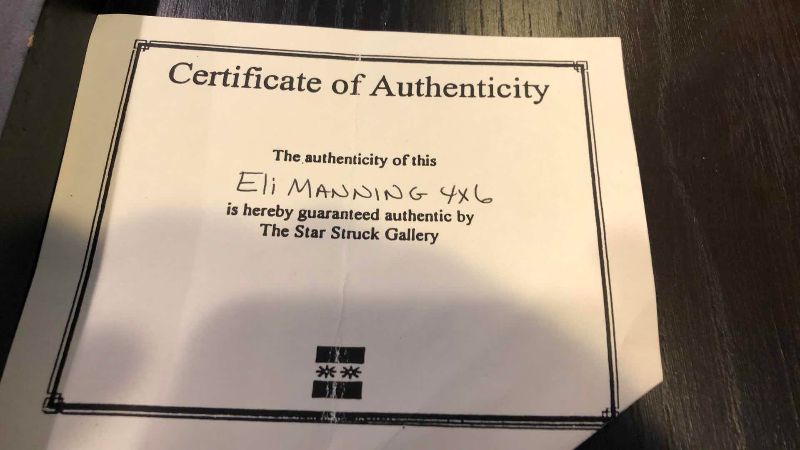 Certificate of Authenticity
The authenticity of this
Eli MANNING 4x6
is hereby guaranteed authentic by
The Star Struck Gallery